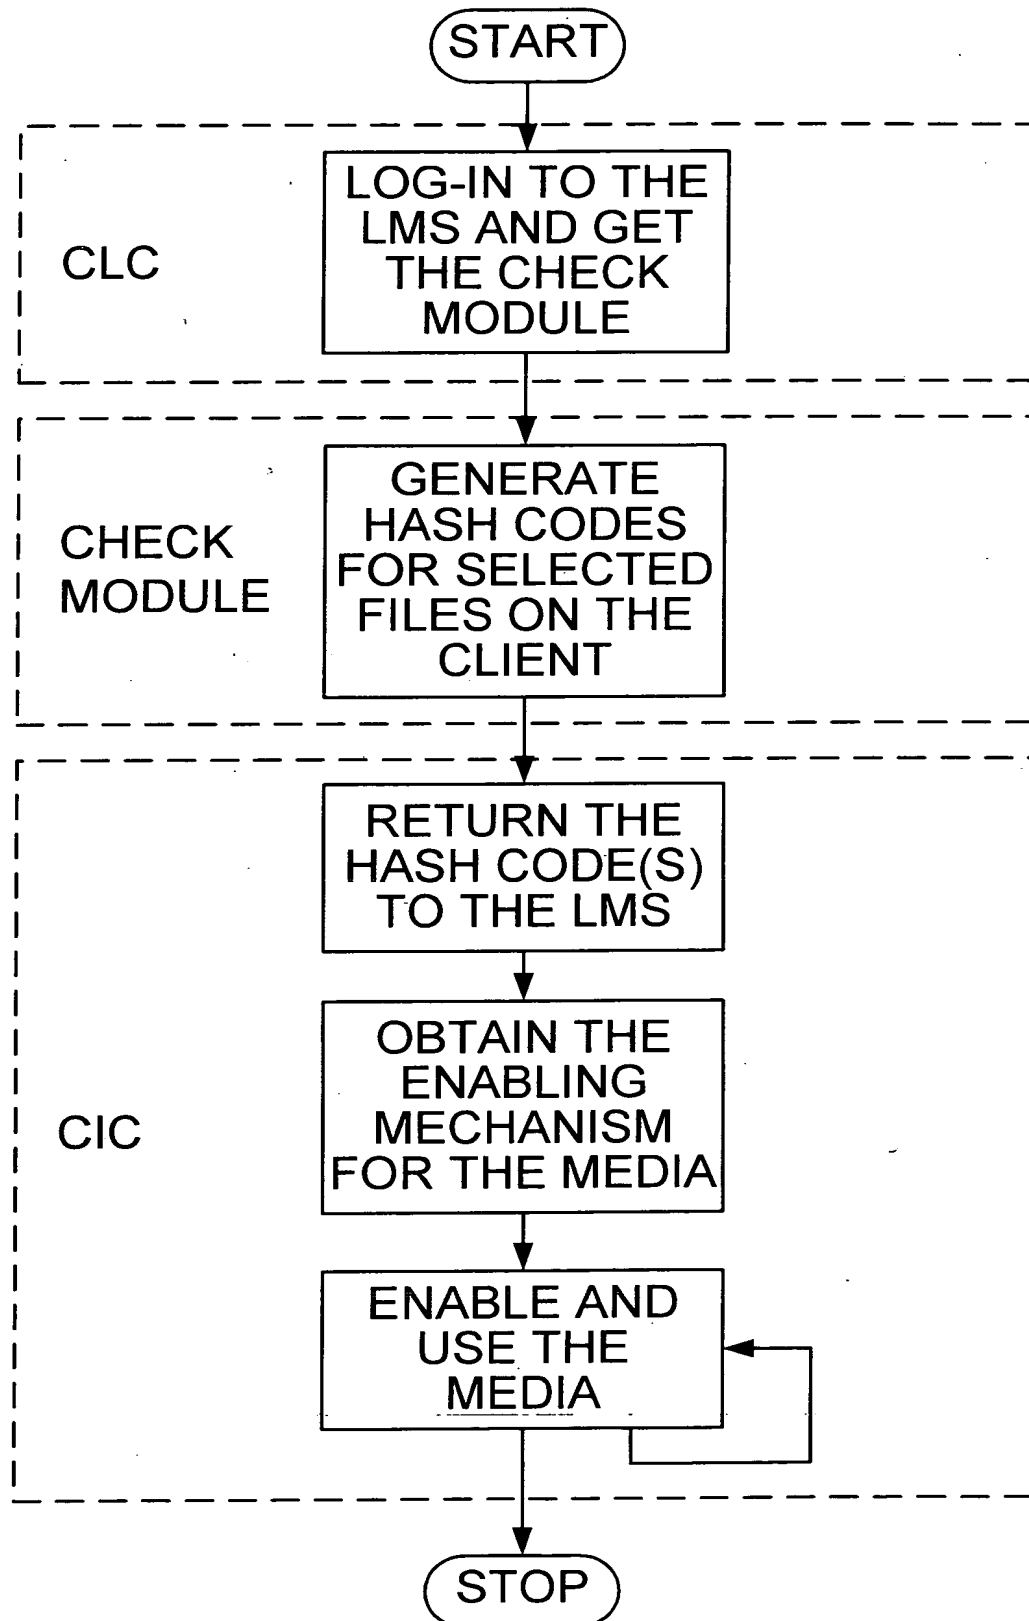 START
CLC
LOG-IN TO THE
LMS AND GET
THE CHECK
MODULE
CHECK
MODULE
GENERATE
HASH CODES
FOR SELECTED
FILES ON THE
CLIENT
CIC
RETURN THE
HASH CODE(S)
TO THE LMS
OBTAIN THE
ENABLING
MECHANISM
FOR THE MEDIA
ENABLE AND
USE THE
MEDIA
STOP